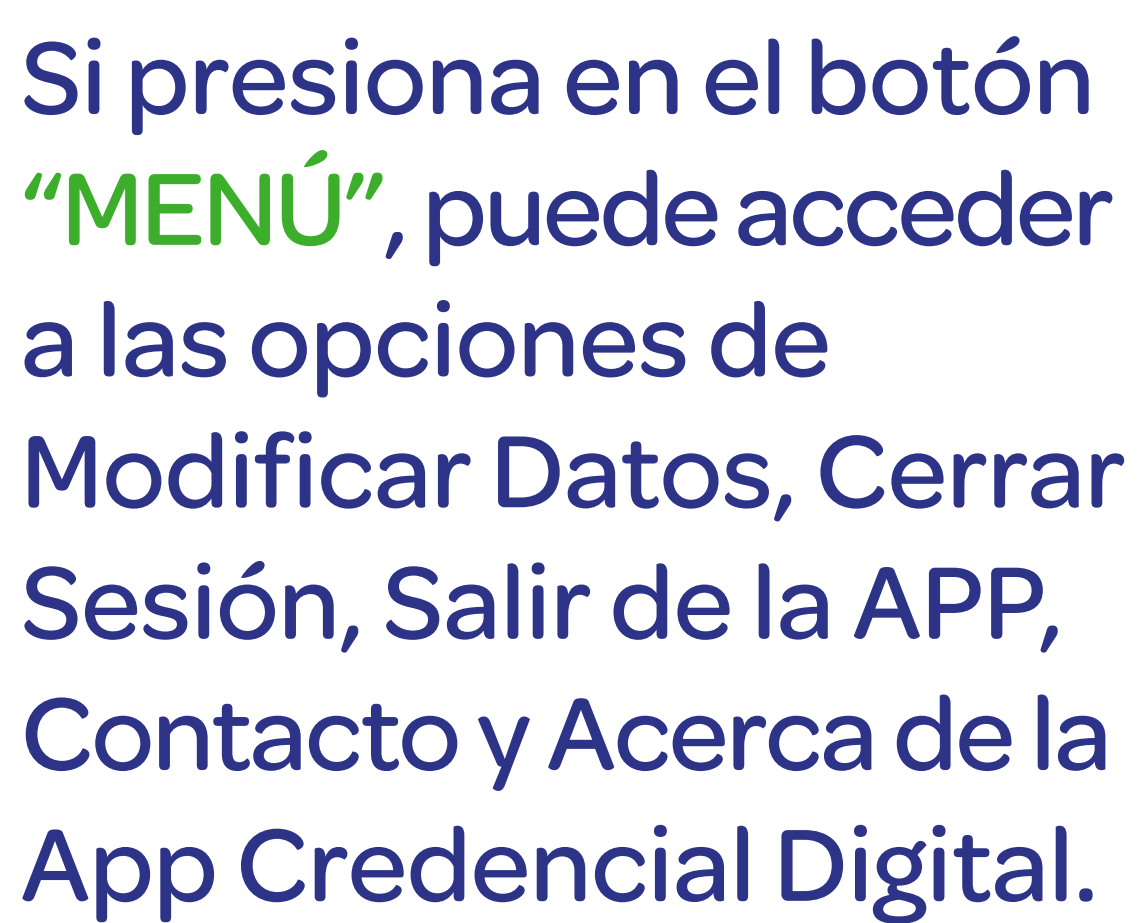 Si presiona en el botón
“MENÚ”, puede acceder
a las opciones de
Modificar Datos, Cerrar
Sesión, Salir de la APP,
Contacto y Acerca de la
App Credencial Digital.